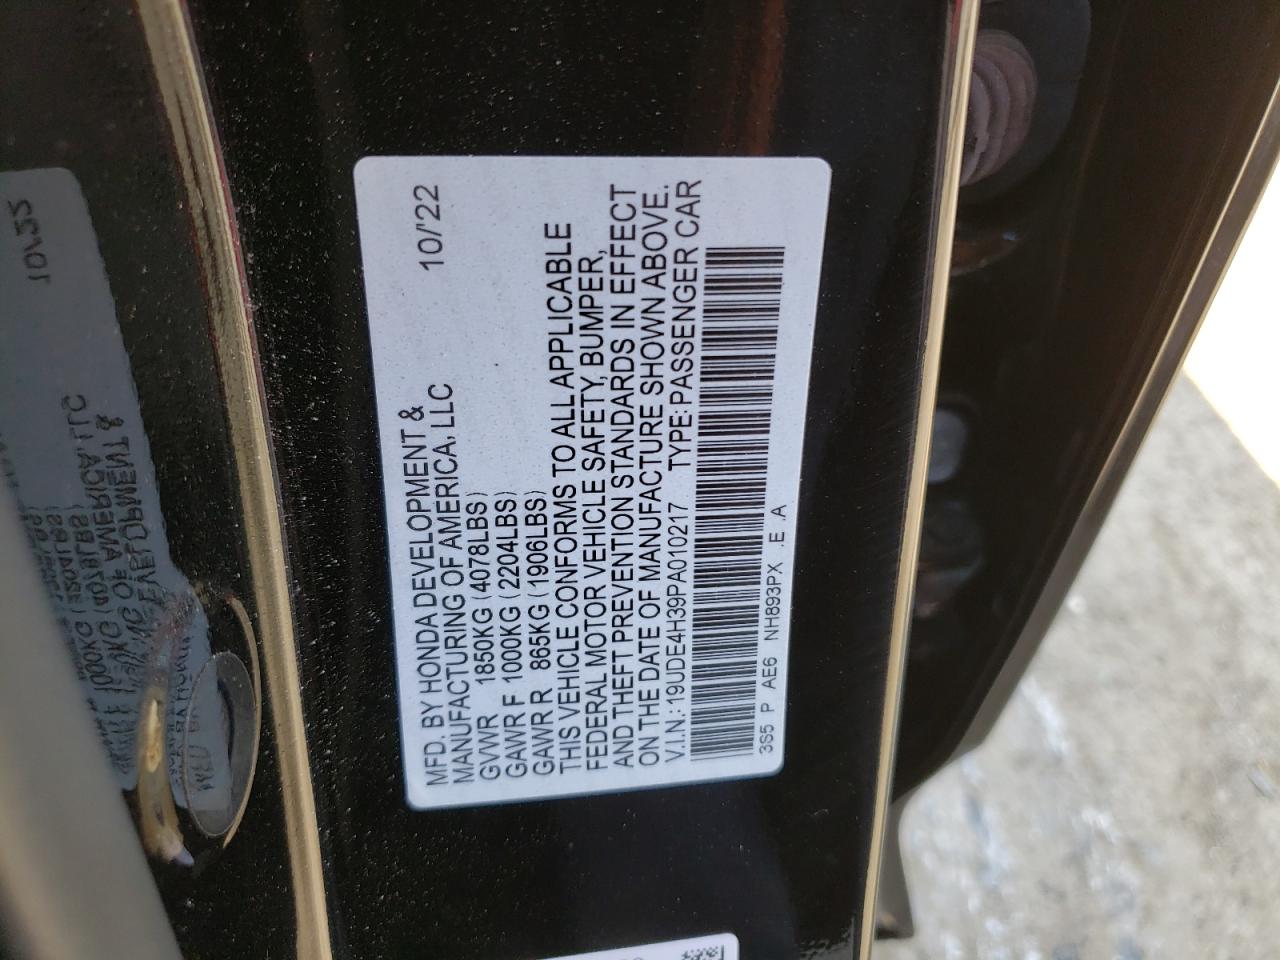 MFD. BY HONDA DEVELOPMENT & 10/'22
MANUFACTURING OF AMERICA, LLC
GVWR 1850KG (4078LBS)
GAWR F 1000KG (2204LBS)
GAWR R 865KG (1906LBS)
THIS VEHICLE CONFORMS TO ALL APPLICABLE
FEDERAL MOTOR VEHICLE SAFETY, BUMPER,
AND THEFT PREVENTION STANDARDS IN EFFECT
ON THE DATE OF MANUFACTURE SHOWN ABOVE.
V.I.N.: 19UDE4H39PA010217 TYPE: PASSENGER CAR
3S5 P AE6 NH893PX .E .A